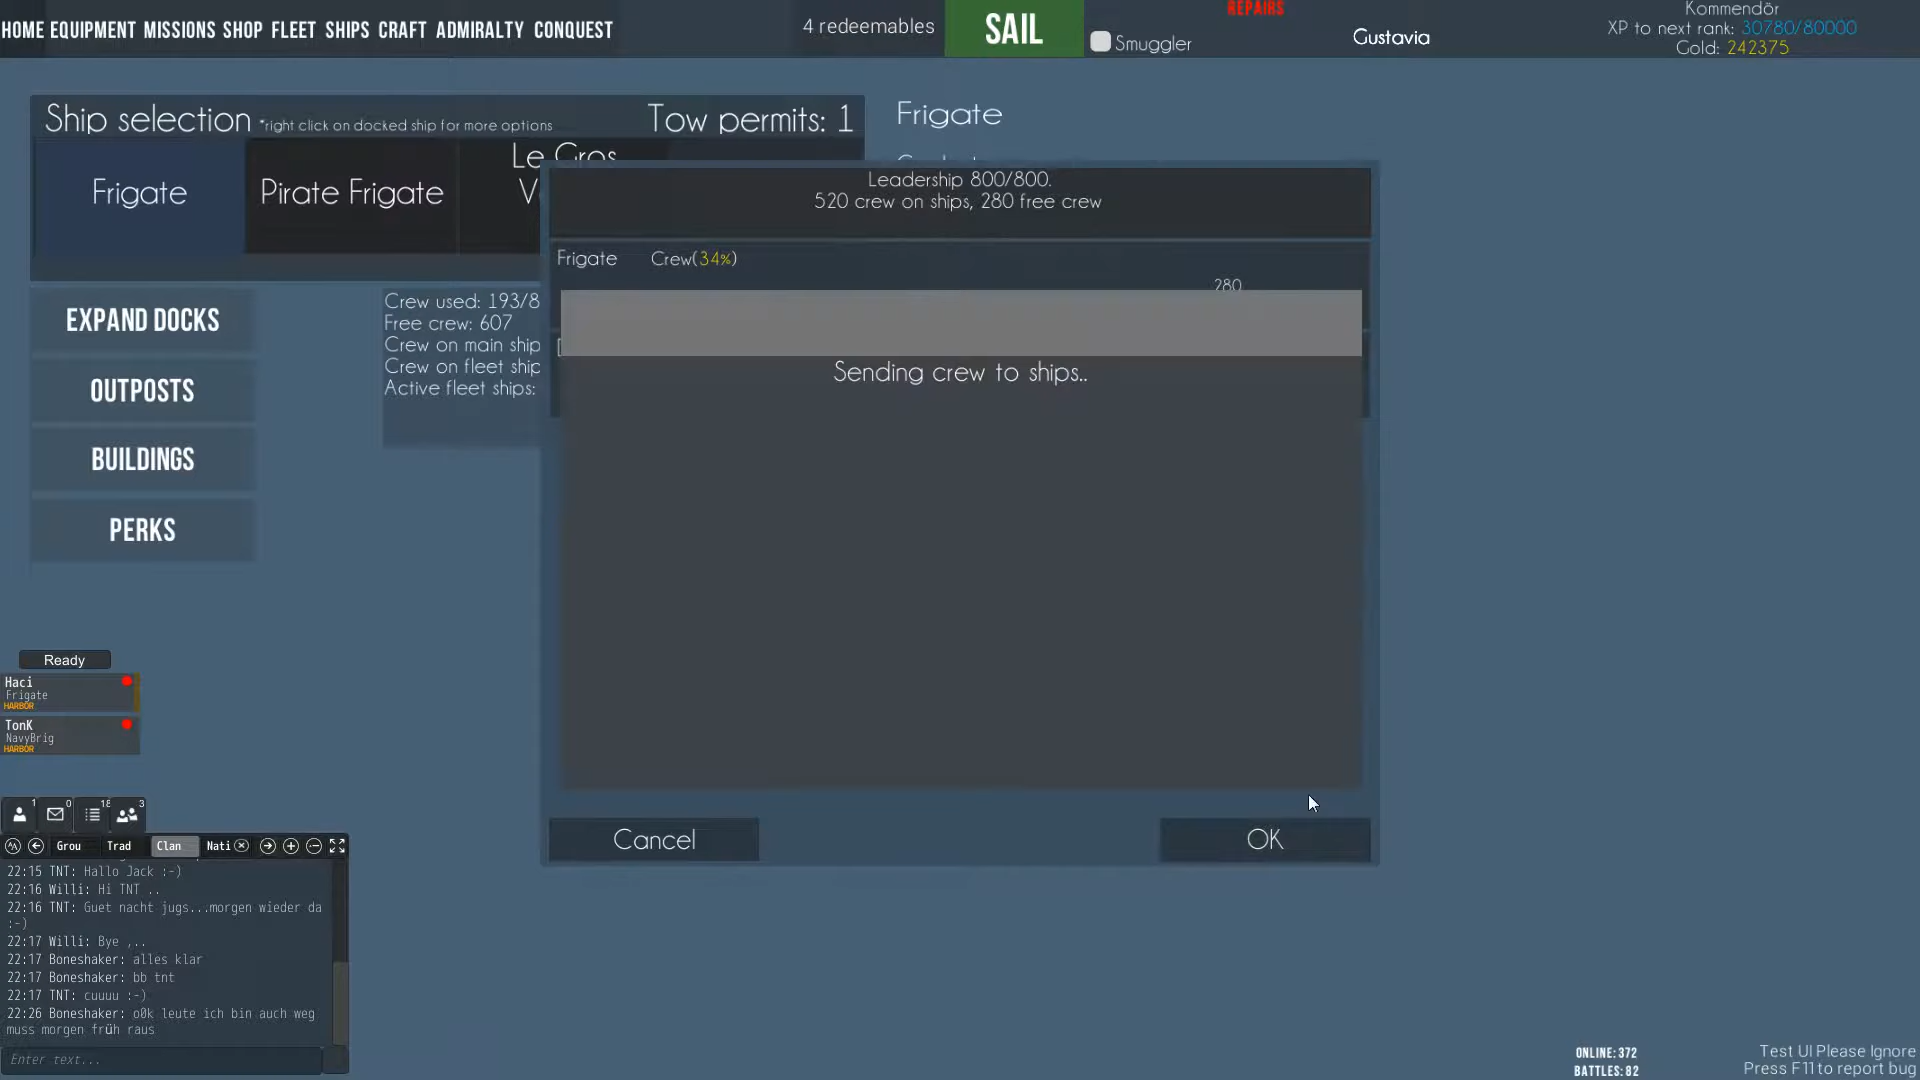 HOME EQUIPMENT MISSIONS SHOP FLEET SHIPS CRAFT ADMIRALTY CONQUEST
4 redeemables
SAIL
Smuggler
REPAIRS
Gustavia
Kommendör
XP to next rank: 30780/80000
Gold: 242375
Ship selection *right click on docked ship for more options
Tow permits: 1
Frigate
Pirate Frigate
Le Gros
Frigate
Leadership 800/800.
520 crew on ships, 280 free crew
Frigate Crew(34%)
280
Sending crew to ships..
Cancel
OK
EXPAND DOCKS
OUTPOSTS
BUILDINGS
PERKS
Crew used: 193/8
Free crew: 607
Crew on main ship
Crew on fleet ship
Active fleet ships:
Ready
Haci
Frigate
HARBOR
TonK
NavyBrig
HARBOR
1 0 18 3
Grou Trad Clan Nati
22:15 TNT: Hallo Jack :-)
22:16 Willi: Hi TNT ..
22:16 TNT: Guet nacht jugs...morgen wieder da
:-)
22:17 Willi: Bye ,..
22:17 Boneshaker: alles klar
22:17 Boneshaker: bb tnt
22:17 TNT: cuuuu :-)
22:26 Boneshaker: o0k leute ich bin auch weg
muss morgen früh raus
Enter text...
ONLINE: 372
BATTLES: 82
Test UI Please Ignore
Press F11 to report bug